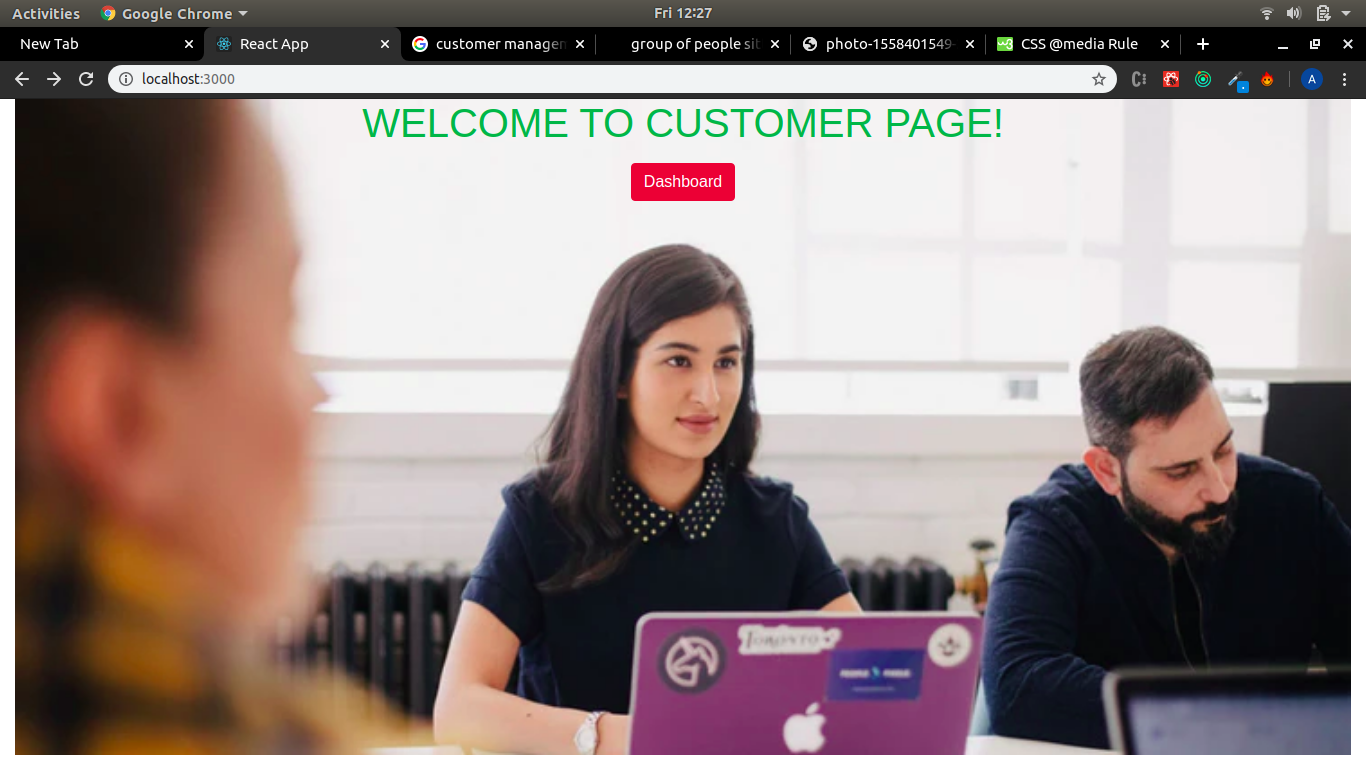 Activities Google Chrome Fri 12:27
New Tab React App customer managem group of people sit photo-1558401549- CSS @media Rule
localhost:3000 A
WELCOME TO CUSTOMER PAGE!
Dashboard
TORONTO